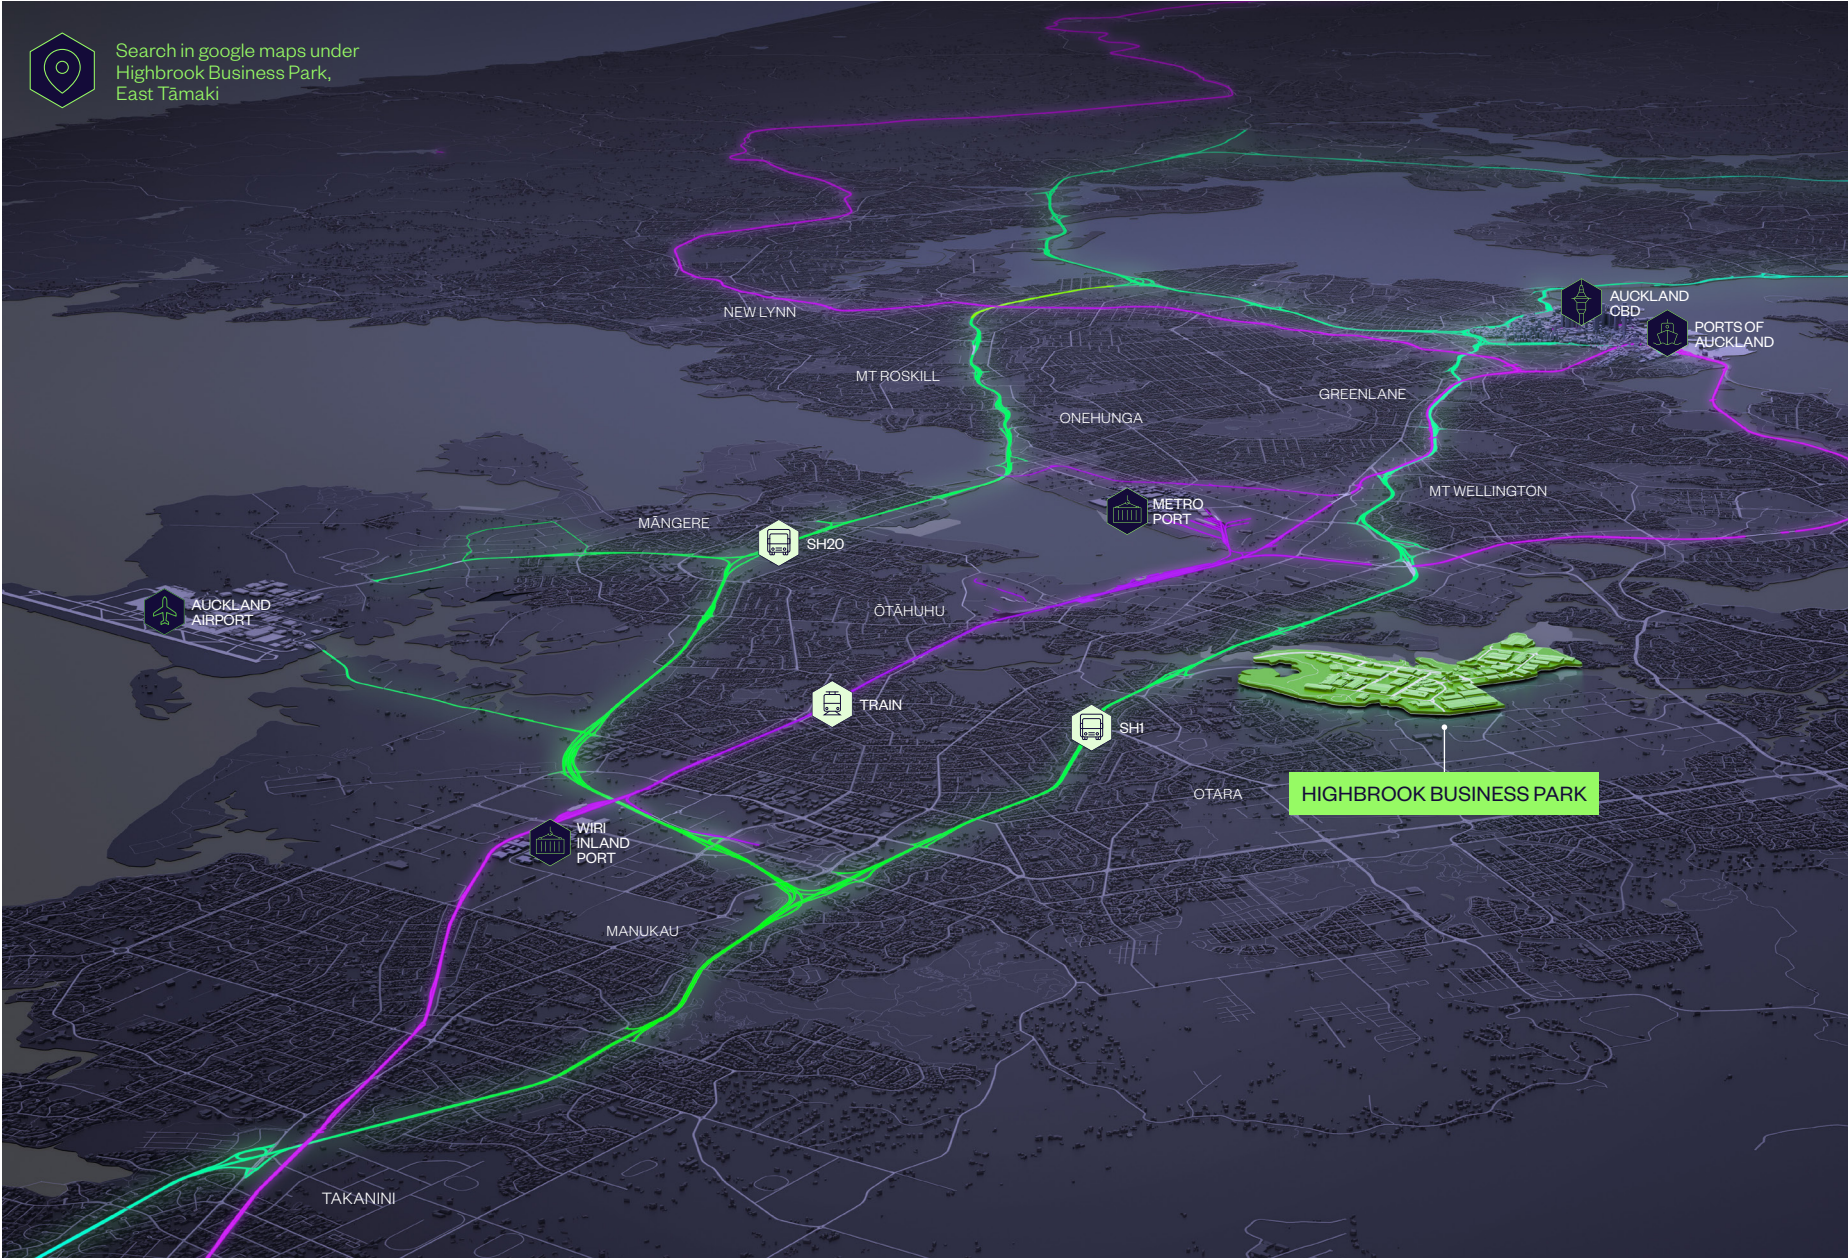 Search in google maps under
Highbrook Business Park,
East Tāmaki
AUCKLAND
CBD
NEW LYNN
PORTS OF
AUCKLAND
MT ROSKILL
GREENLANE
ONEHUNGA
MT WELLINGTON
METRO
PORT
MĀNGERE
SH20
AUCKLAND
AIRPORT
ŌTĀHUHU
TRAIN
SH1
OTARA
HIGHBROOK BUSINESS PARK
WIRI
INLAND
PORT
MANUKAU
TAKANINI